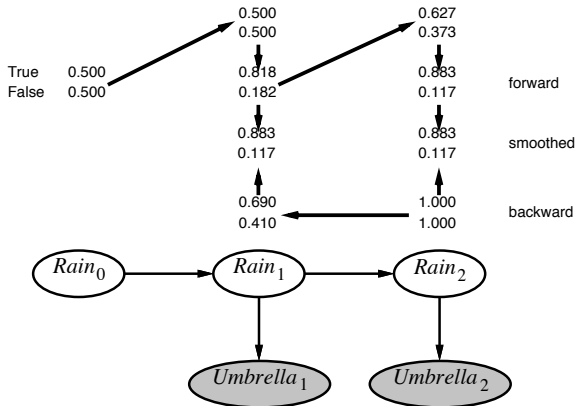 0.500 0.627
0.500 0.373
True 0.500 0.818 0.883 forward
False 0.500 0.182 0.117
0.883 0.883 smoothed
0.117 0.117
0.690 1.000 backward
0.410 1.000
Rain0 Rain1 Rain2
Umbrella1 Umbrella2